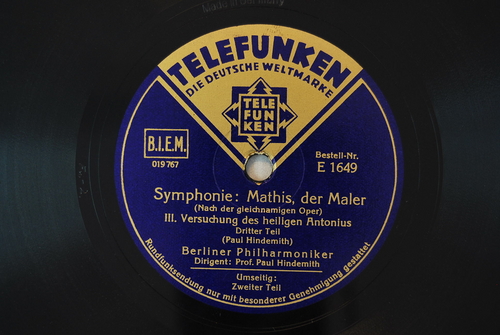 Made in Germany
TELEFUNKEN
DIE DEUTSCHE WELTMARKE
TELE
FUN
KEN
B.I.E.M.
019767
Bestell-Nr.
E 1649
Symphonie: Mathis, der Maler
(Nach der gleichnamigen Oper)
III. Versuchung des heiligen Antonius
Dritter Teil
(Paul Hindemith)
Berliner Philharmoniker
Dirigent: Prof. Paul Hindemith
Umseitig:
Zweiter Teil
Rundfunksendung nur mit besonderer Genehmigung gestattet